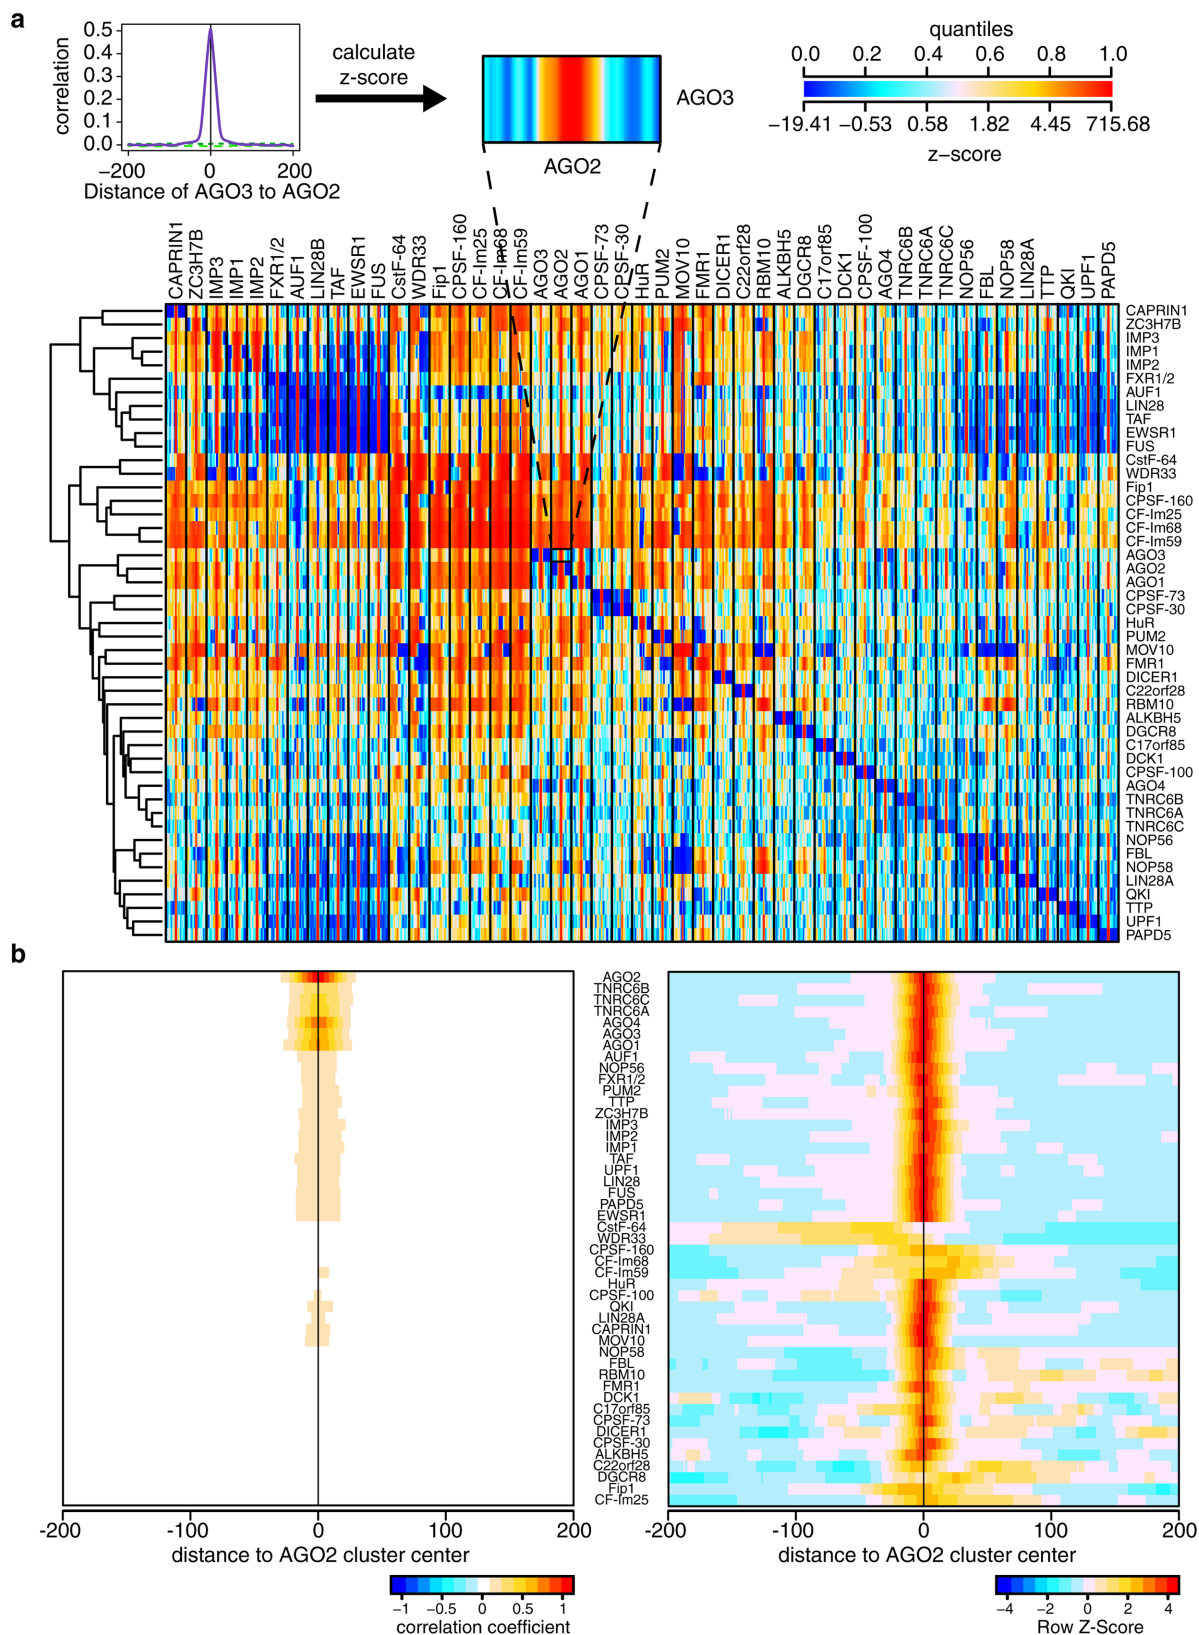 a
correlation
0.5
0.4
0.3
0.2
0.1
0.0
−200
0
200
Distance of AGO3 to AGO2
calculate
z-score
AGO3
AGO2
quantiles
0.0 0.2 0.4 0.6 4.8 1.0
−19.41 −0.53 0.58 1.82 4.45 715.68
z−score
CAPRIN1
ZC3H7B
IMP3
IMP1
IMP2
FXR1/2
AUF1
LIN28B
TAF
EWSR1
FUS
CstF-64
WDR33
Fip1
CPSF-160
CF-Im25
CF-Im68
CF-Im59
AGO3
AGO2
AGO1
CPSF-73
CPSF-30
HuR
PUM2
MOV10
FMR1
DICER1
C22orf28
RBM10
ALKBH5
DGCR8
C17orf85
DCK1
CPSF-100
AGO4
TNRC6B
TNRC6A
TNRC6C
NOP56
FBL
NOP58
LIN28A
TTP
QKI
UPF1
PAPD5
CAPRIN1
ZC3H7B
IMP3
IMP1
IMP2
FXR1/2
AUF1
LIN28
TAF
EWSR1
FUS
CstF-64
WDR33
Fip1
CPSF-160
CF-Im25
CF-Im68
CF-Im59
AGO3
AGO2
AGO1
CPSF-73
CPSF-30
HuR
PUM2
MOV10
FMR1
DICER1
C22orf28
RBM10
ALKBH5
DGCR8
C17orf85
DCK1
CPSF-100
AGO4
TNRC6B
TNRC6A
TNRC6C
NOP56
FBL
NOP58
LIN28A
QKI
TTP
UPF1
PAPD5
b
AGO2
TNRC6B
TNRC6C
TNRC6A
AGO4
AGO3
AGO1
AUF1
NOP56
FXR1/2
PUM2
TTP
ZC3H7B
IMP3
IMP2
IMP1
TAF
UPF1
LIN28
FUS
PAPD5
EWSR1
CstF-64
WDR33
CPSF-160
CF-Im68
CF-Im59
HuR
CPSF-100
QKI
LIN28A
CAPRIN1
MOV10
NOP58
FBL
RBM10
FMR1
DCK1
C17orf85
CPSF-73
DICER1
CPSF-30
ALKBH5
C22orf28
DGCR8
Fip1
CF-Im25
-200 -100 0 100 200
distance to AGO2 cluster center
−1 −0.5 0 0.5 1
correlation coefficient
-200 -100 0 100 200
distance to AGO2 cluster center
−4 −2 0 2 4
Row Z-Score